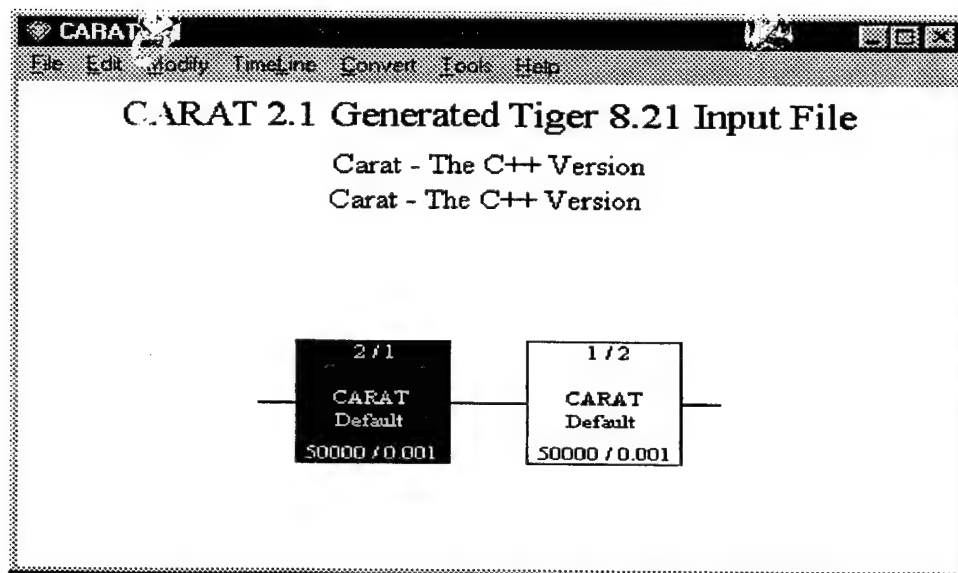 CARAT
File Edit Modify TimeLine Convert Tools Help
CARAT 2.1 Generated Tiger 8.21 Input File
Carat - The C++ Version
Carat - The C++ Version
2 / 1
CARAT
Default
50000 / 0.001
1 / 2
CARAT
Default
50000 / 0.001